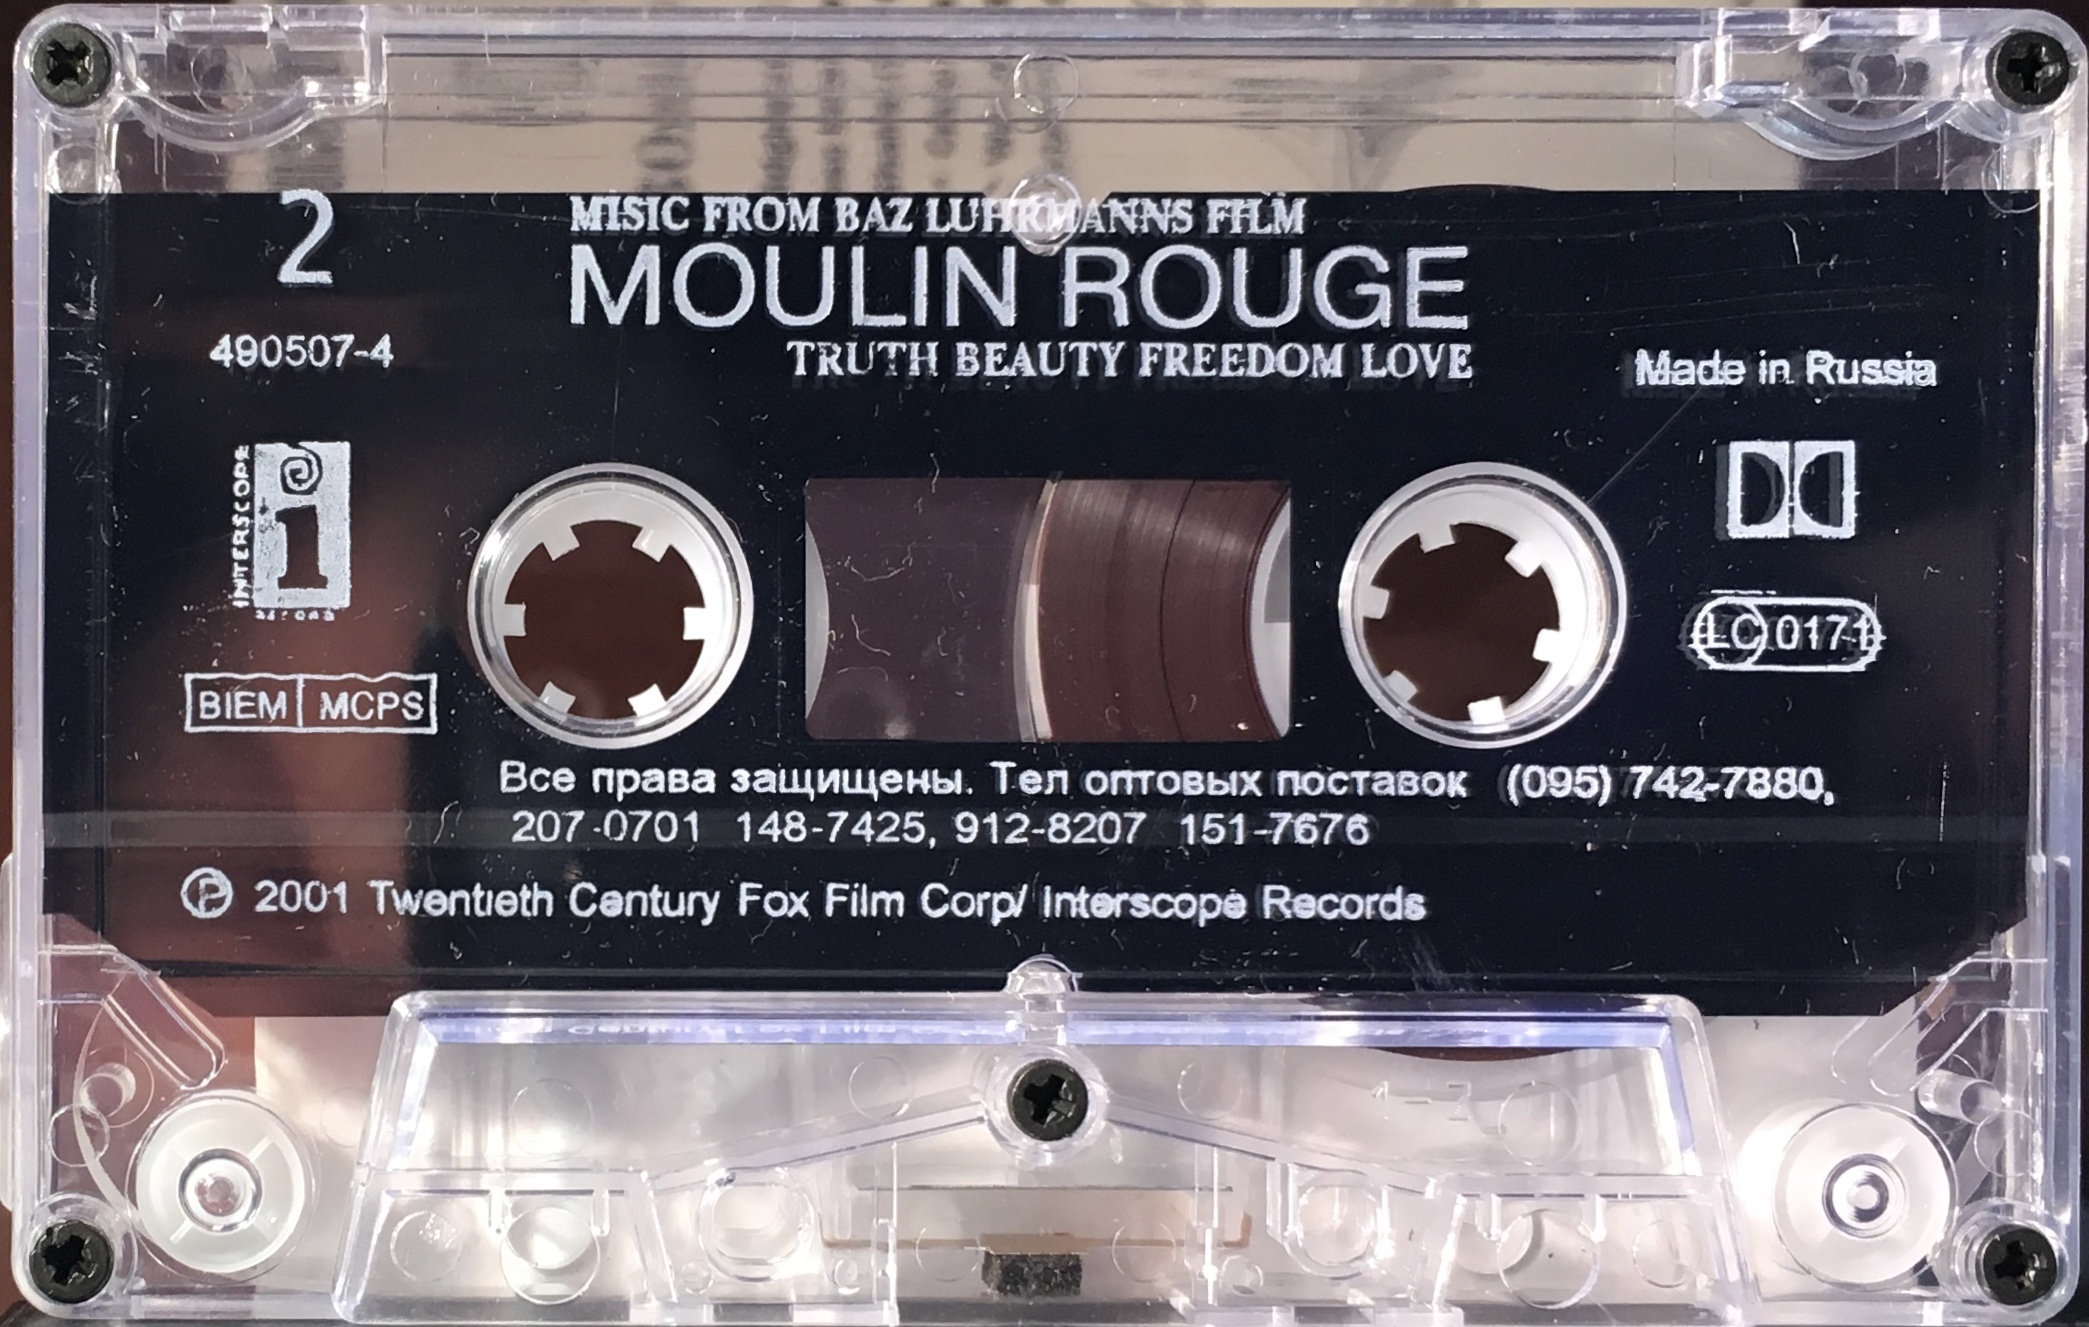 2
MISIC FROM BAZ LUHRMANNS FILM
MOULIN ROUGE
TRUTH BEAUTY FREEDOM LOVE
490507-4
Made in Russia
INTERSCOPE
i
BIEM MCPS
LC 0171
Все права защищены. Тел оптовых поставок (095) 742-7880,
207-0701 148-7425, 912-8207 151-7676
Ⓟ 2001 Twentieth Century Fox Film Corp/ Interscope Records